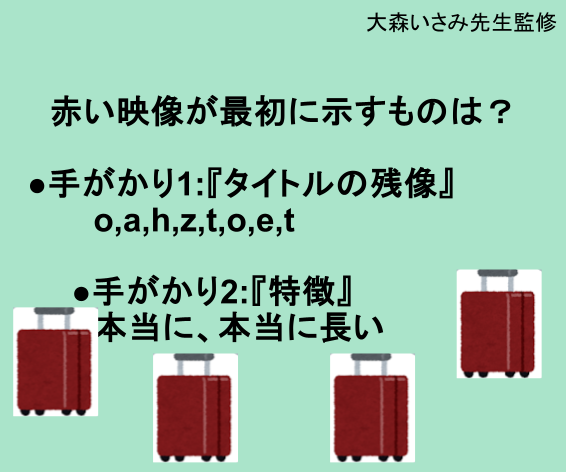 大森いさみ先生監修
赤い映像が最初に示すものは？
●手がかり1:『タイトルの残像』
o,a,h,z,t,o,e,t
●手がかり2:『特徴』
本当に、本当に長い